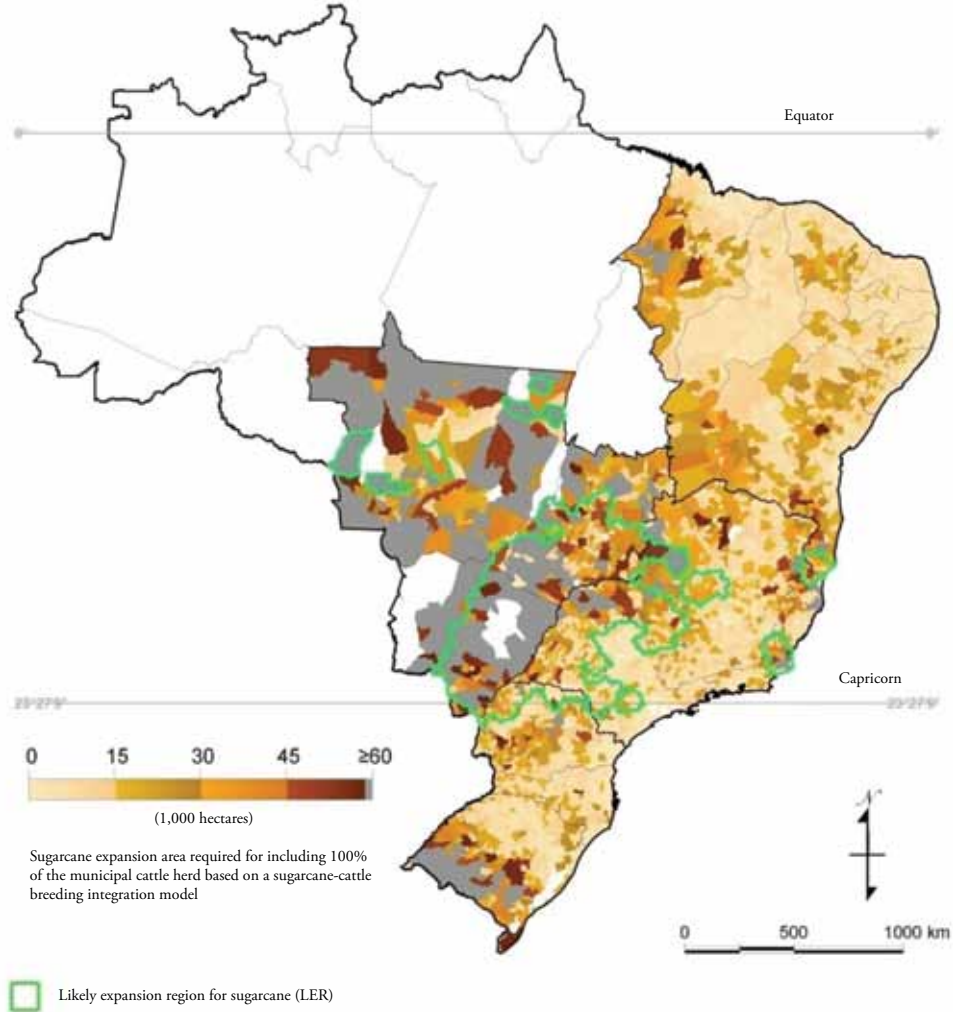 Equator
0°
Capricorn
23°27'S
23°27'S
0 15 30 45 ≥60
(1,000 hectares)
Sugarcane expansion area required for including 100%
of the municipal cattle herd based on a sugarcane-cattle
breeding integration model
N
0 500 1000 km
Likely expansion region for sugarcane (LER)